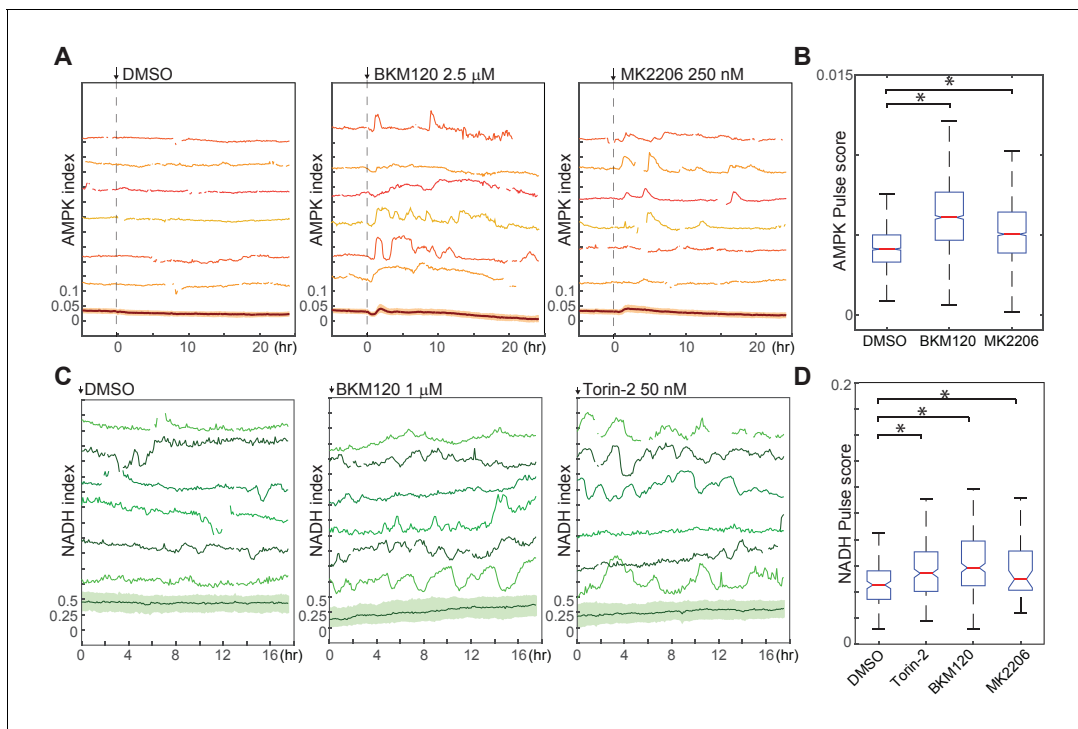 A
DMSO
BKM120 2.5 μM
MK2206 250 nM
AMPK index
0.1
0.05
0
0 10 20 (hr)
AMPK index
0.1
0.05
0
0 10 20 (hr)
AMPK index
0.1
0.05
0
0 10 20 (hr)
B
0.015
AMPK Pulse score
0
* *
DMSO BKM120 MK2206
C
DMSO
BKM120 1 μM
Torin-2 50 nM
NADH index
0.5
0.25
0
0 4 8 12 16 (hr)
NADH index
0.5
0.25
0
0 4 8 12 16 (hr)
NADH index
0.5
0.25
0
0 4 8 12 16 (hr)
D
0.2
NADH Pulse score
0
* * *
DMSO Torin-2 BKM120 MK2206